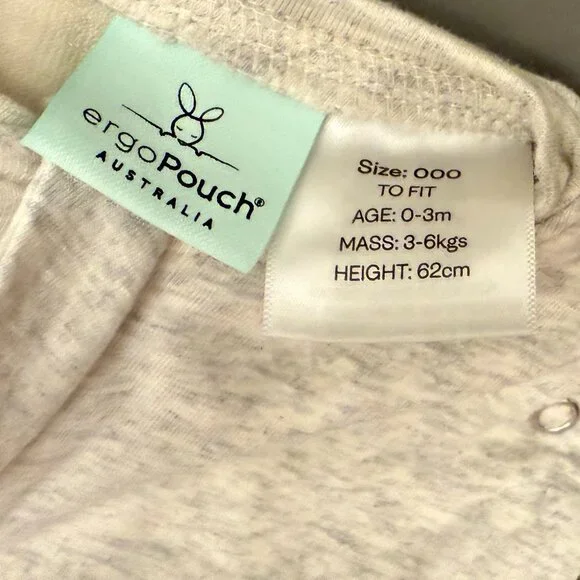 ergoPouch®
AUSTRALIA
Size: 000
TO FIT
AGE: 0-3m
MASS: 3-6kgs
HEIGHT: 62cm